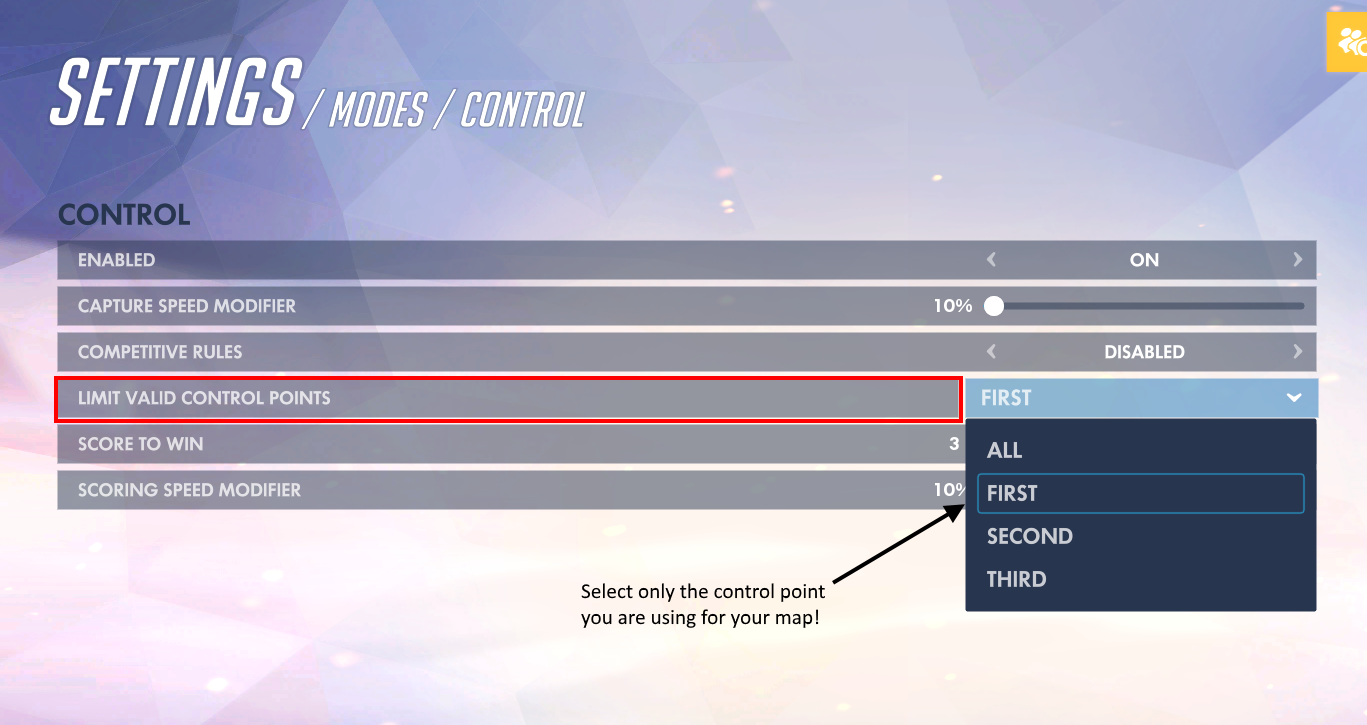 SETTINGS / MODES / CONTROL
CONTROL
ENABLED ON
CAPTURE SPEED MODIFIER 10%
COMPETITIVE RULES DISABLED
LIMIT VALID CONTROL POINTS FIRST
SCORE TO WIN 3
ALL
SCORING SPEED MODIFIER 10%
FIRST
SECOND
THIRD
Select only the control point
you are using for your map!